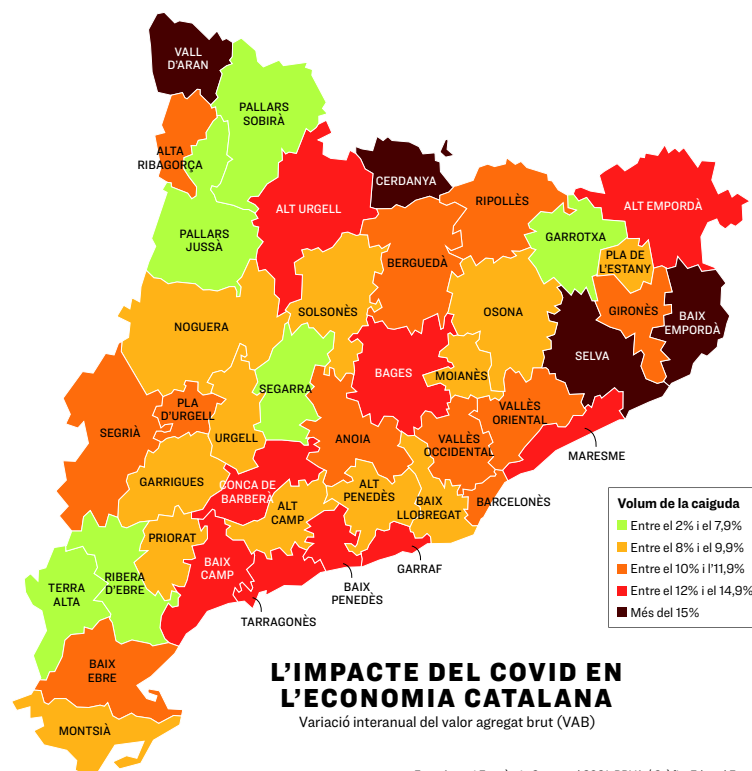 VALL
D'ARAN
PALLARS
SOBIRÀ
ALTA
RIBAGORÇA
CERDANYA
ALT URGELL
RIPOLLÈS
ALT EMPORDÀ
PALLARS
JUSSÀ
GARROTXA
PLA DE
L'ESTANY
BERGUEDÀ
NOGUERA
SOLSONÈS
OSONA
GIRONÈS
BAIX
EMPORDÀ
SELVA
BAGES
MOIANÈS
SEGARRA
PLA
D'URGELL
SEGRIÀ
URGELL
ANOIA
VALLÈS
ORIENTAL
VALLÈS
OCCIDENTAL
MARESME
GARRIGUES
CONCA DE
BARBERÀ
ALT
PENEDÈS
ALT
CAMP
BAIX
LLOBREGAT
BARCELONÈS
PRIORAT
BAIX
CAMP
GARRAF
BAIX
PENEDÈS
TARRAGONÈS
TERRA
ALTA
RIBERA
D'EBRE
BAIX
EBRE
MONTSIÀ
Volum de la caiguda
Entre el 2% i el 7,9%
Entre el 8% i el 9,9%
Entre el 10% i l'11,9%
Entre el 12% i el 14,9%
Més del 15%
L'IMPACTE DEL COVID EN
L'ECONOMIA CATALANA
Variació interanual del valor agregat brut (VAB)